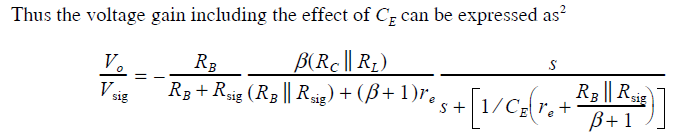 Thus the voltage gain including the effect of C_E can be expressed as²
V_o / V_sig = − R_B / (R_B + R_sig) · β(R_C ∥ R_L) / ((R_B ∥ R_sig) + (β + 1)r_e) · s / (s + [1/C_E(r_e + (R_B ∥ R_sig) / (β + 1))])